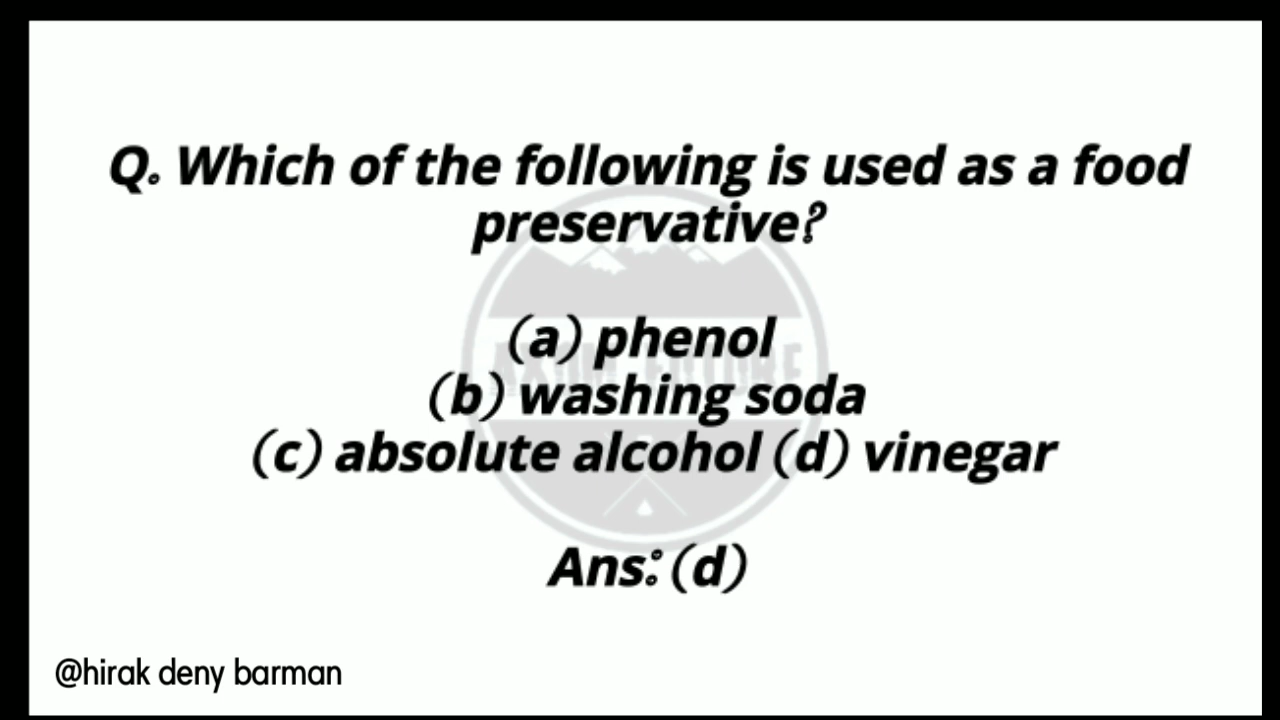 Q. Which of the following is used as a food
preservative?
(a) phenol
(b) washing soda
(c) absolute alcohol (d) vinegar
Ans: (d)
@hirak deny barman